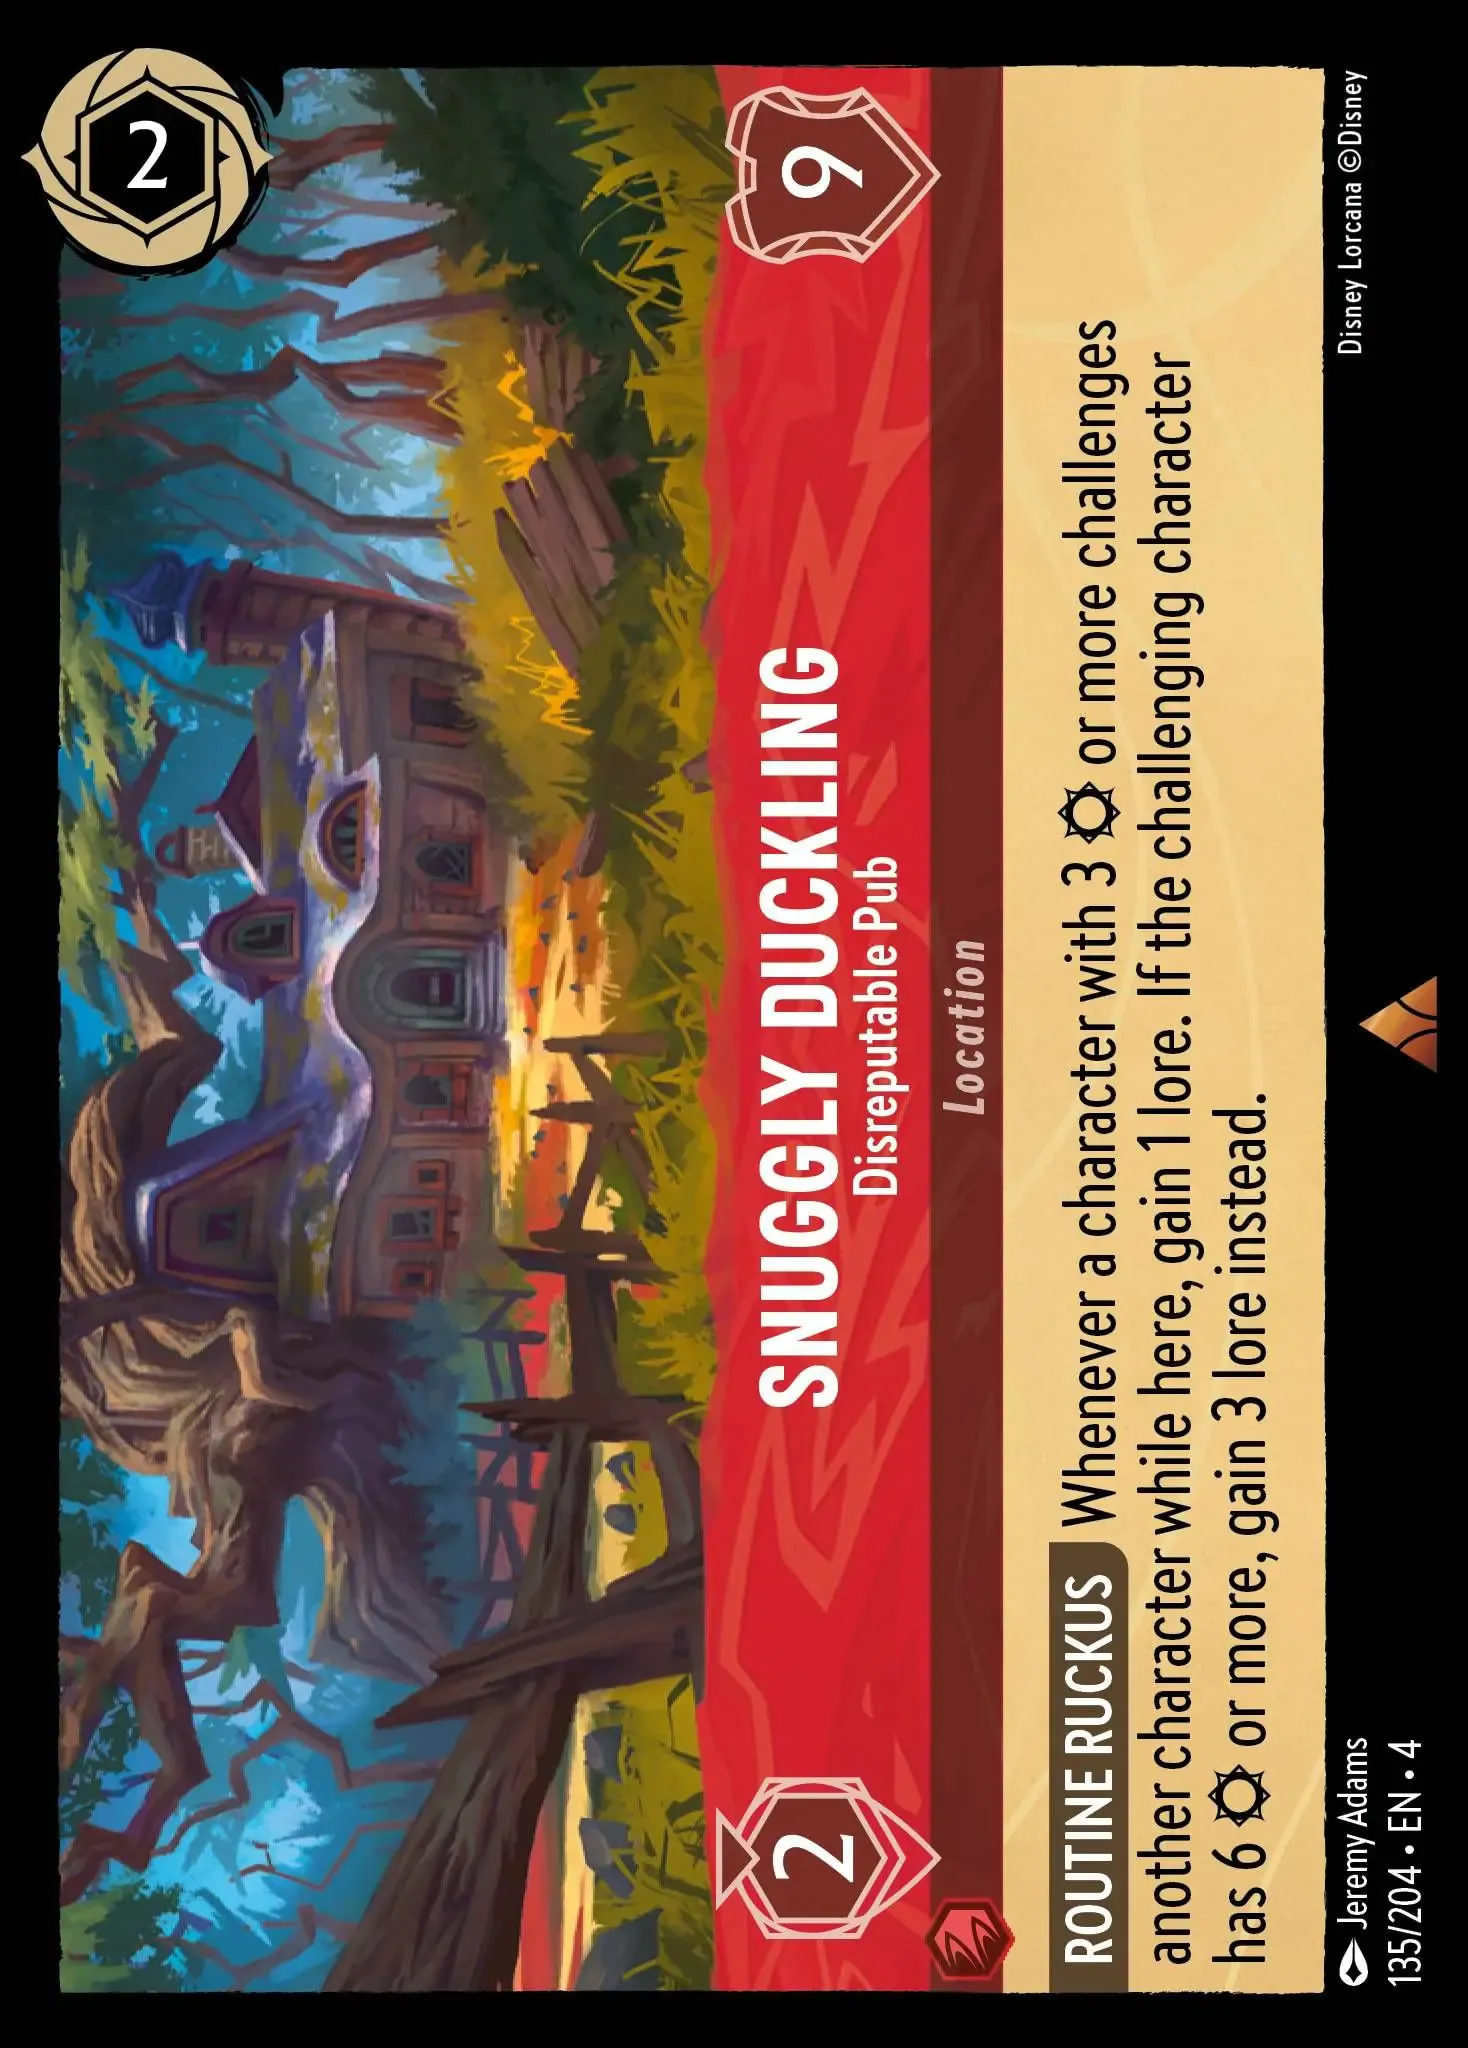 2
SNUGGLY DUCKLING
Disreputable Pub
2
9
Location
ROUTINE RUCKUS Whenever a character with 3 or more challenges
another character while here, gain 1 lore. If the challenging character
has 6 or more, gain 3 lore instead.
Jeremy Adams
Disney Lorcana ©Disney
135/204 • EN • 4